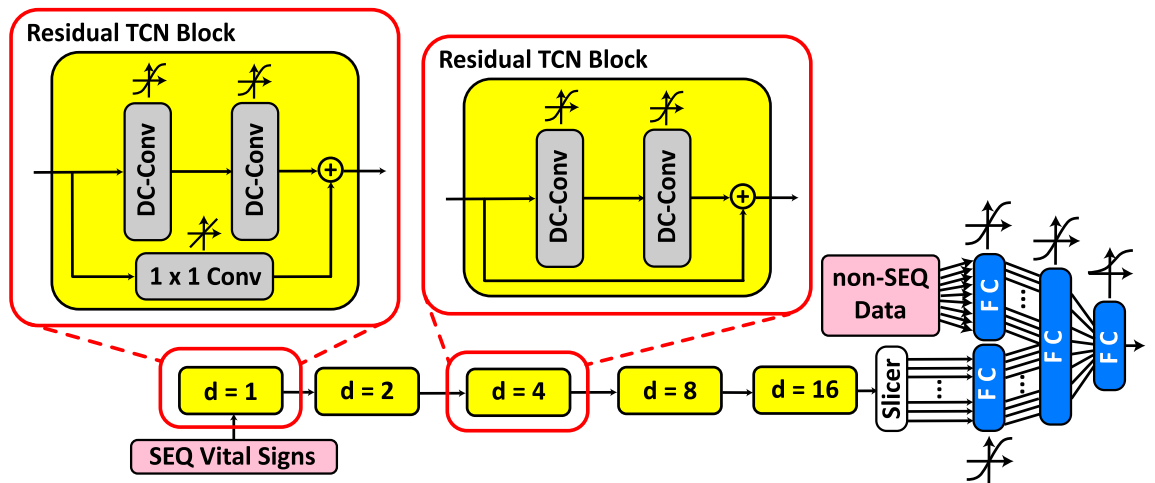 Residual TCN Block
DC-Conv
DC-Conv
+
1 x 1 Conv
Residual TCN Block
DC-Conv
DC-Conv
+
non-SEQ
Data
F C
F C
F C
F C
...
...
...
...
Slicer
d = 1
d = 2
d = 4
d = 8
d = 16
SEQ Vital Signs